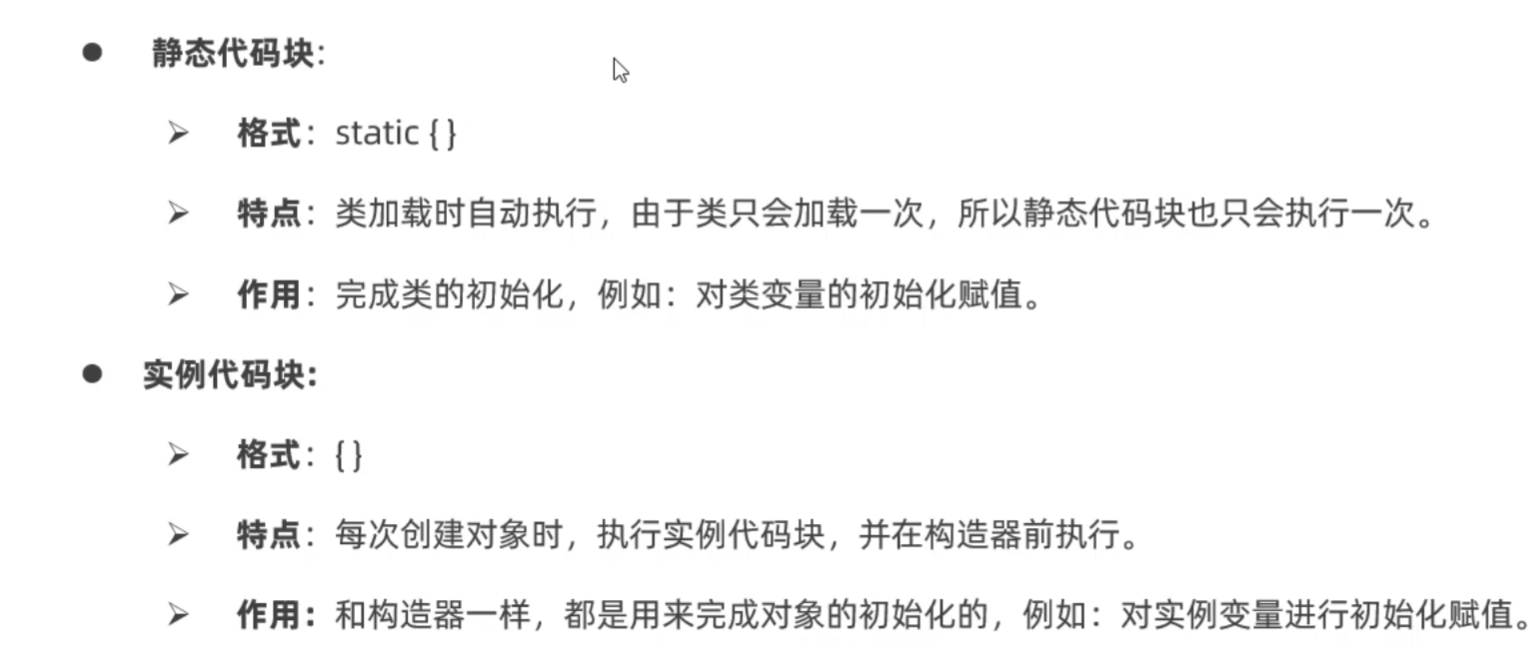 ● 静态代码块：
➢ 格式：static { }
➢ 特点：类加载时自动执行，由于类只会加载一次，所以静态代码块也只会执行一次。
➢ 作用：完成类的初始化，例如：对类变量的初始化赋值。
● 实例代码块：
➢ 格式：{ }
➢ 特点：每次创建对象时，执行实例代码块，并在构造器前执行。
➢ 作用：和构造器一样，都是用来完成对象的初始化的，例如：对实例变量进行初始化赋值。